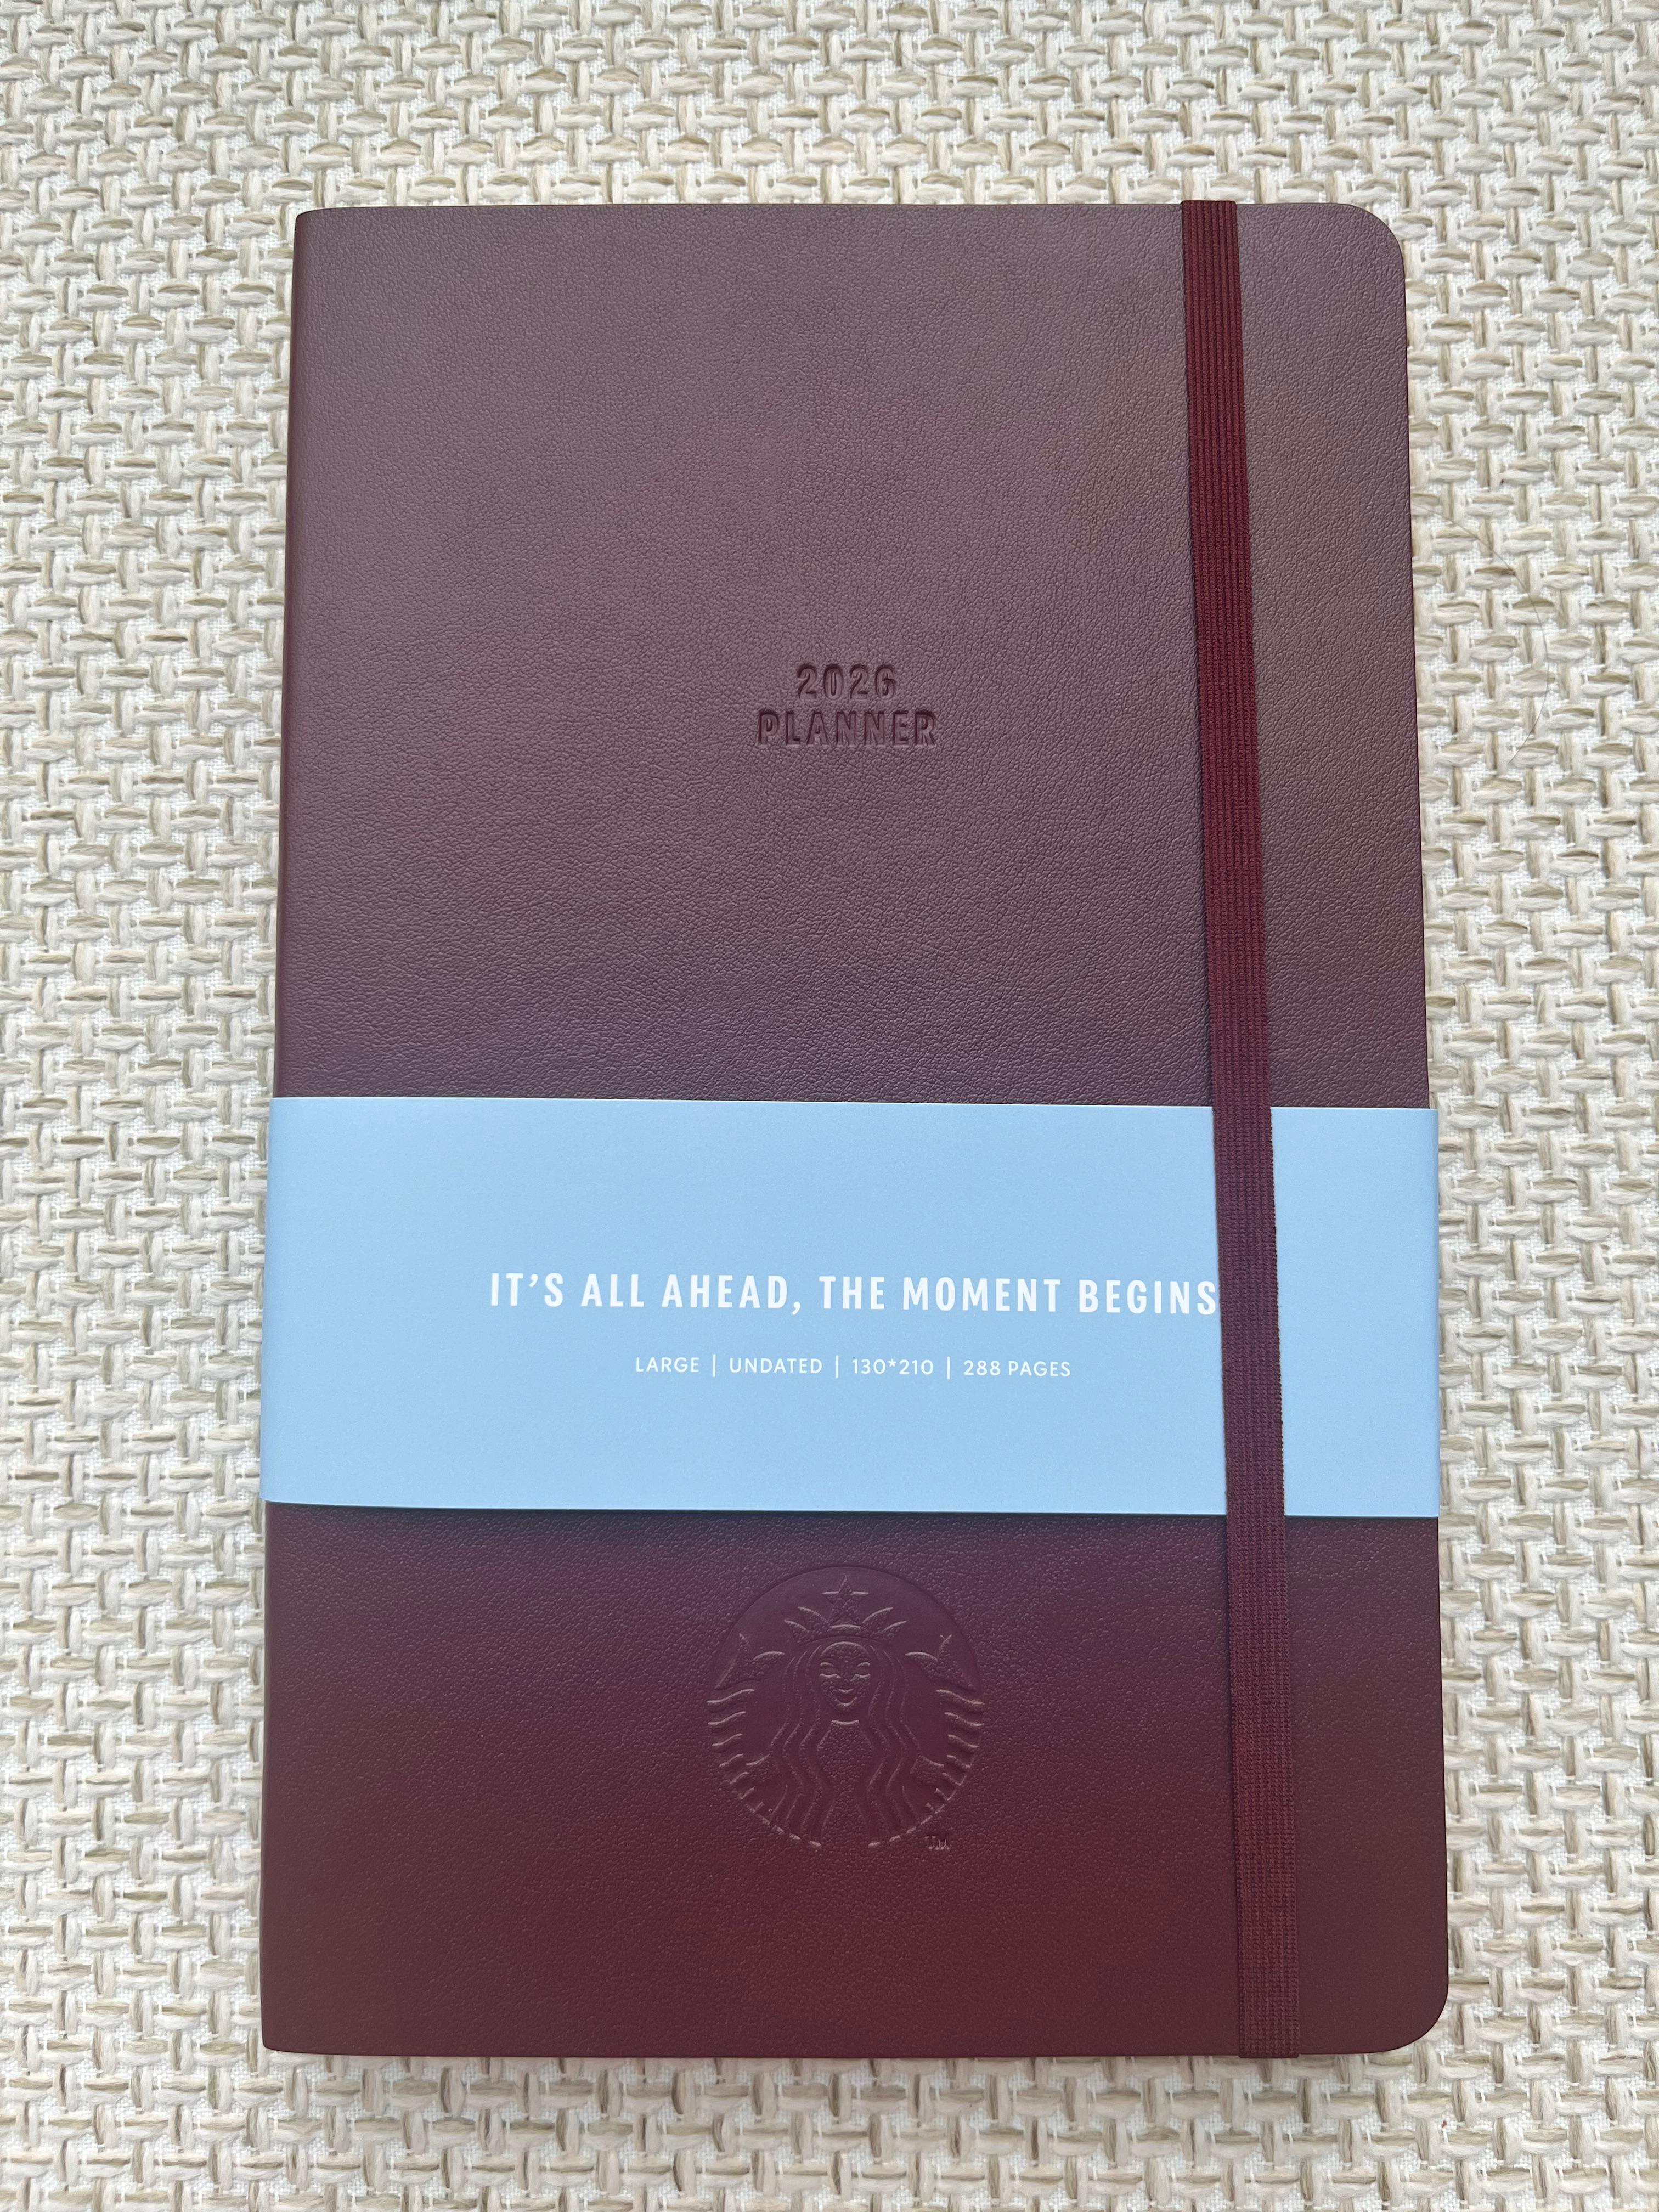 2026
PLANNER
IT'S ALL AHEAD, THE MOMENT BEGINS
LARGE | UNDATED | 130*210 | 288 PAGES
TM